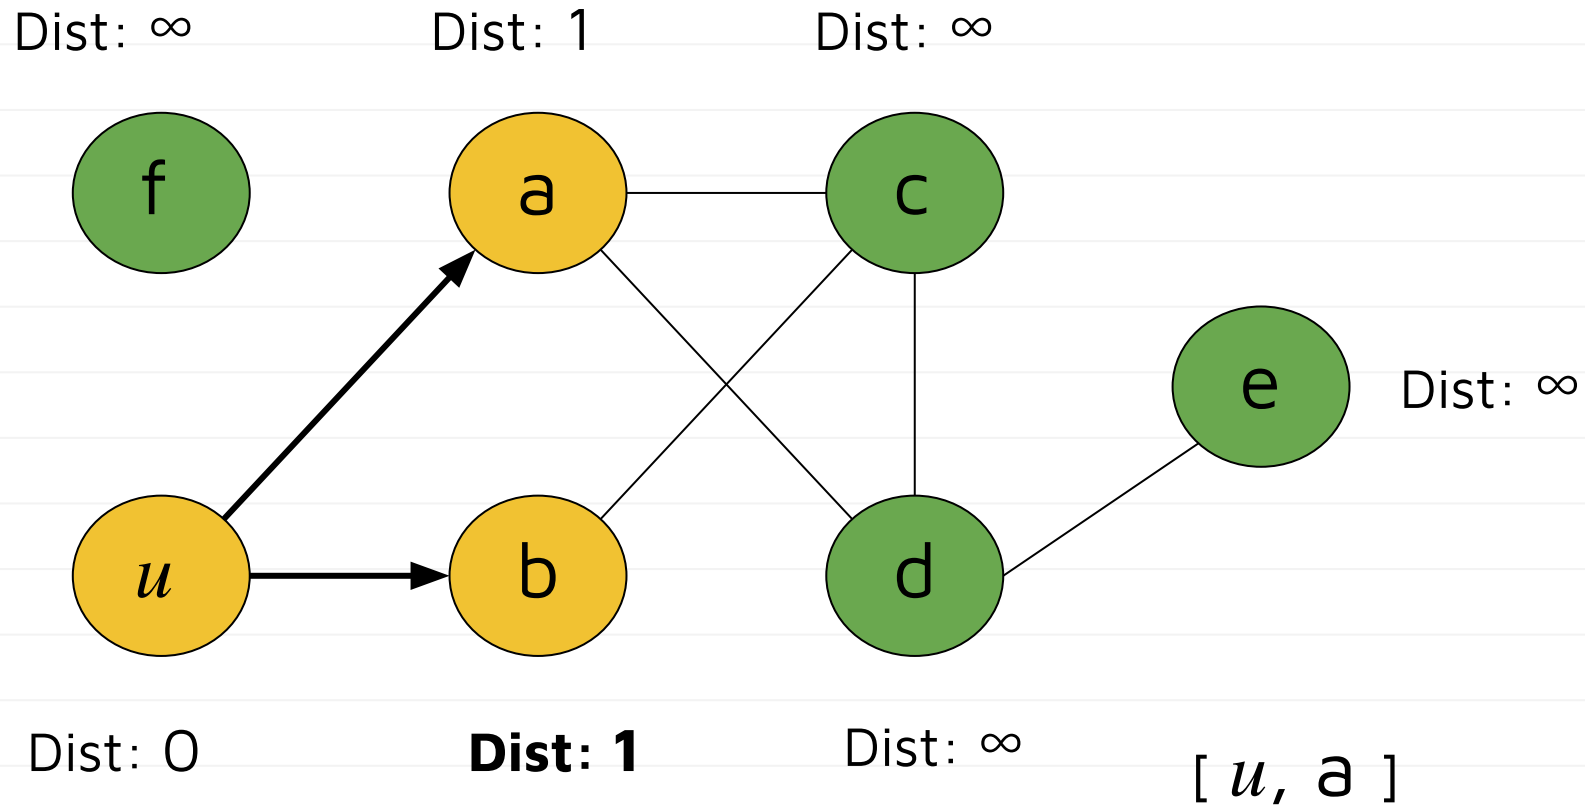 Dist: ∞ Dist: 1 Dist: ∞
f a c
e Dist: ∞
u b d
Dist: 0 Dist: 1 Dist: ∞
[ u, a ]